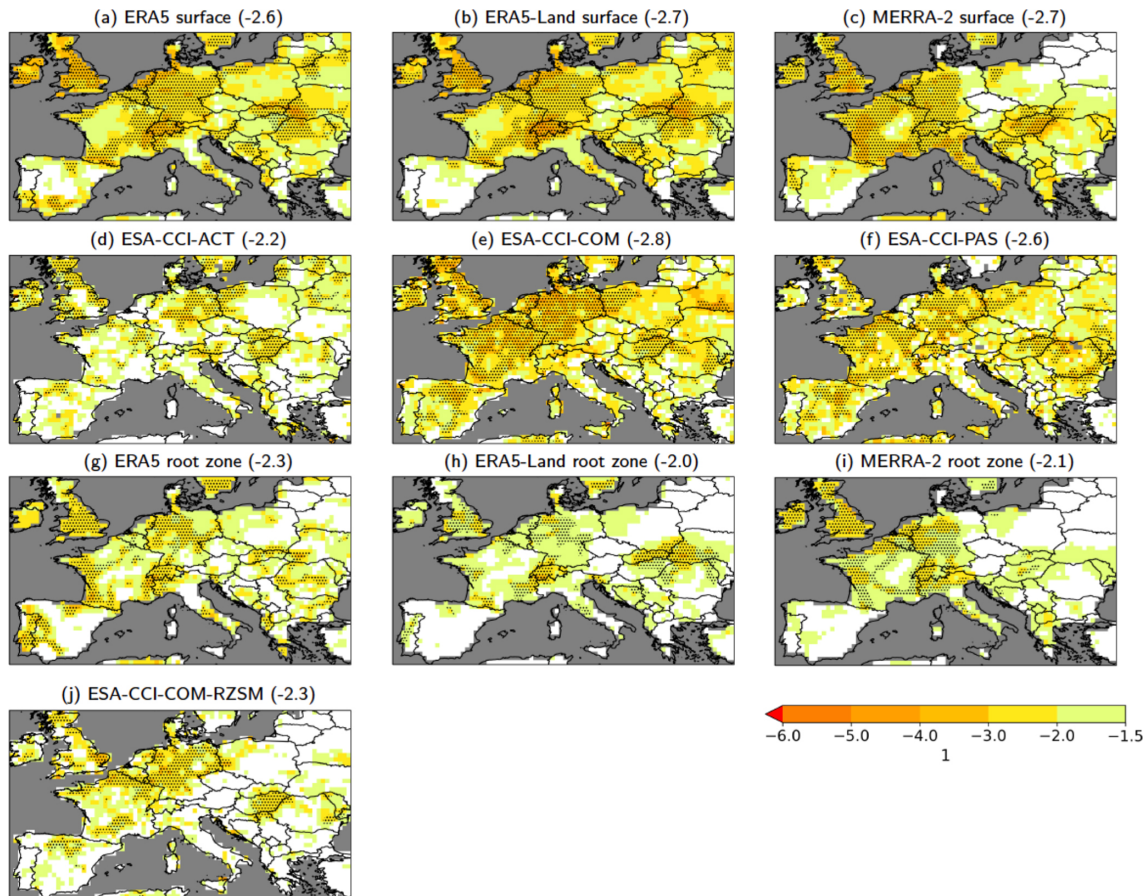 (a) ERA5 surface (-2.6)
(b) ERA5-Land surface (-2.7)
(c) MERRA-2 surface (-2.7)
(d) ESA-CCI-ACT (-2.2)
(e) ESA-CCI-COM (-2.8)
(f) ESA-CCI-PAS (-2.6)
(g) ERA5 root zone (-2.3)
(h) ERA5-Land root zone (-2.0)
(i) MERRA-2 root zone (-2.1)
(j) ESA-CCI-COM-RZSM (-2.3)
−6.0 −5.0 −4.0 −3.0 −2.0 −1.5
1